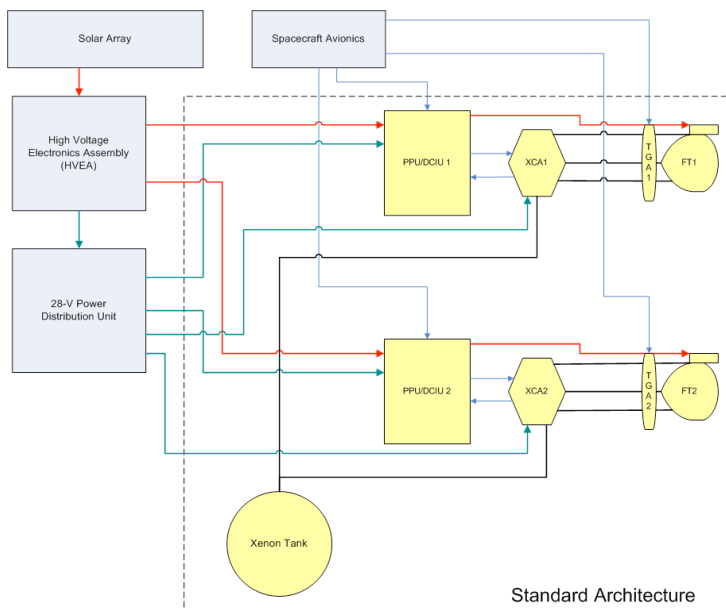 Solar Array
Spacecraft Avionics
High Voltage
Electronics Assembly
(HVEA)
PPU/DCIU 1
XCA1
T
G
A
1
FT1
28-V Power
Distribution Unit
PPU/DCIU 2
XCA2
T
G
A
2
FT2
Xenon Tank
Standard Architecture